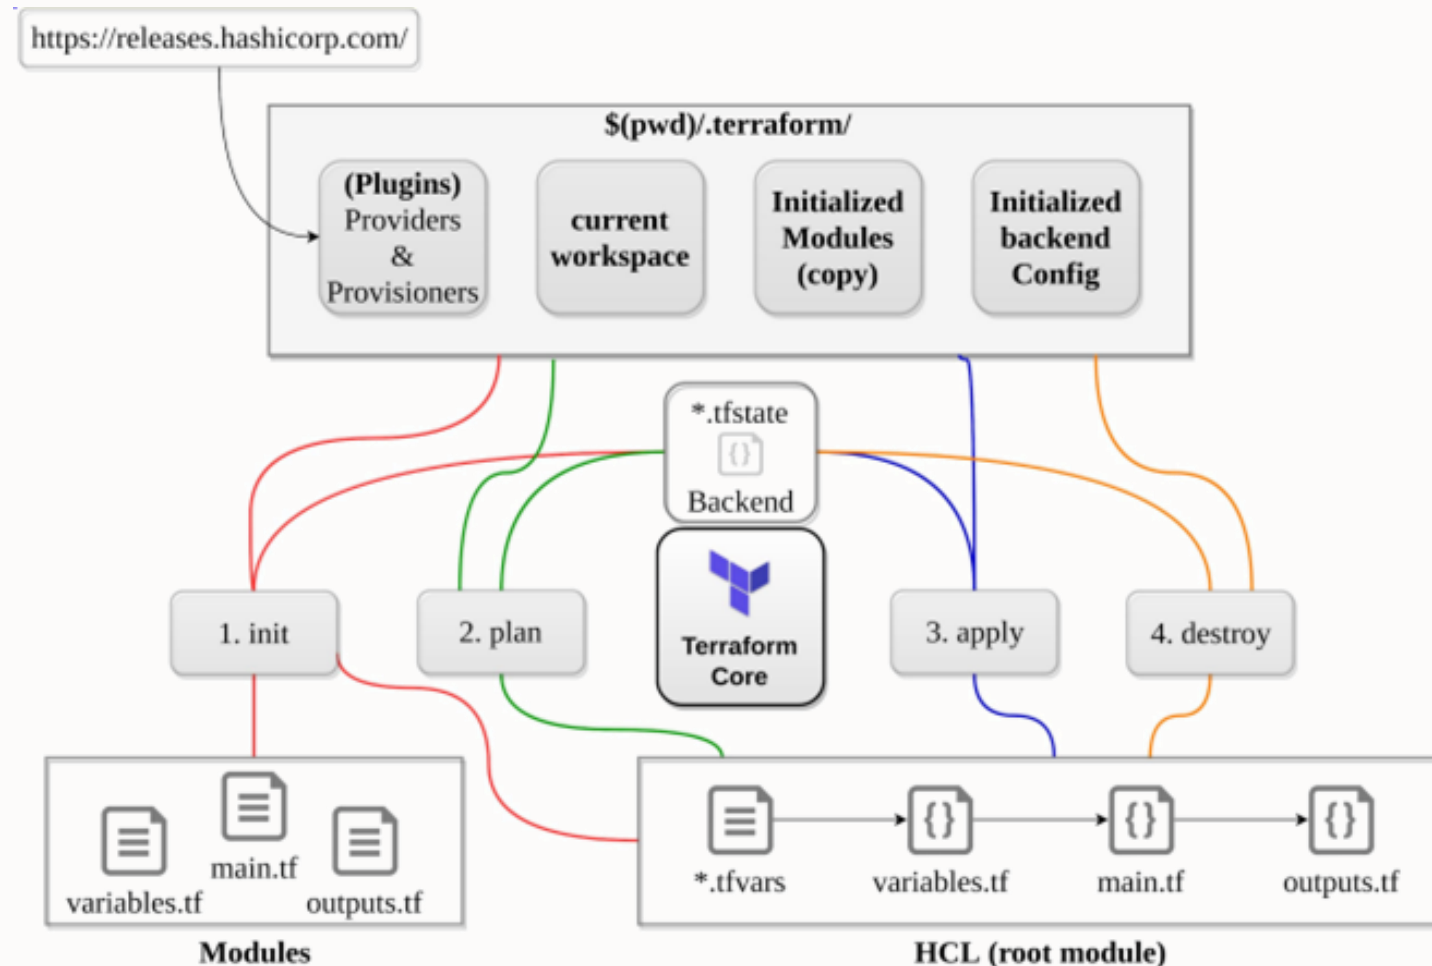 https://releases.hashicorp.com/
$(pwd)/.terraform/
(Plugins)
Providers
&
Provisioners
current
workspace
Initialized
Modules
(copy)
Initialized
backend
Config
*.tfstate
{}
Backend
1. init
2. plan
Terraform
Core
3. apply
4. destroy
variables.tf
main.tf
outputs.tf
Modules
*.tfvars
{}
variables.tf
{}
main.tf
{}
outputs.tf
HCL (root module)